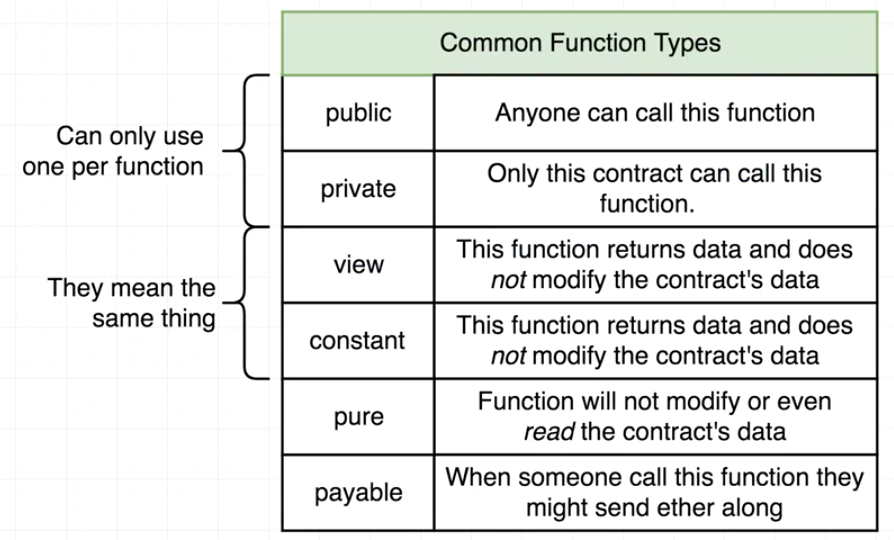 Common Function Types
Can only use
one per function
public
Anyone can call this function
private
Only this contract can call this
function.
They mean the
same thing
view
This function returns data and does
not modify the contract's data
constant
This function returns data and does
not modify the contract's data
pure
Function will not modify or even
read the contract's data
payable
When someone call this function they
might send ether along